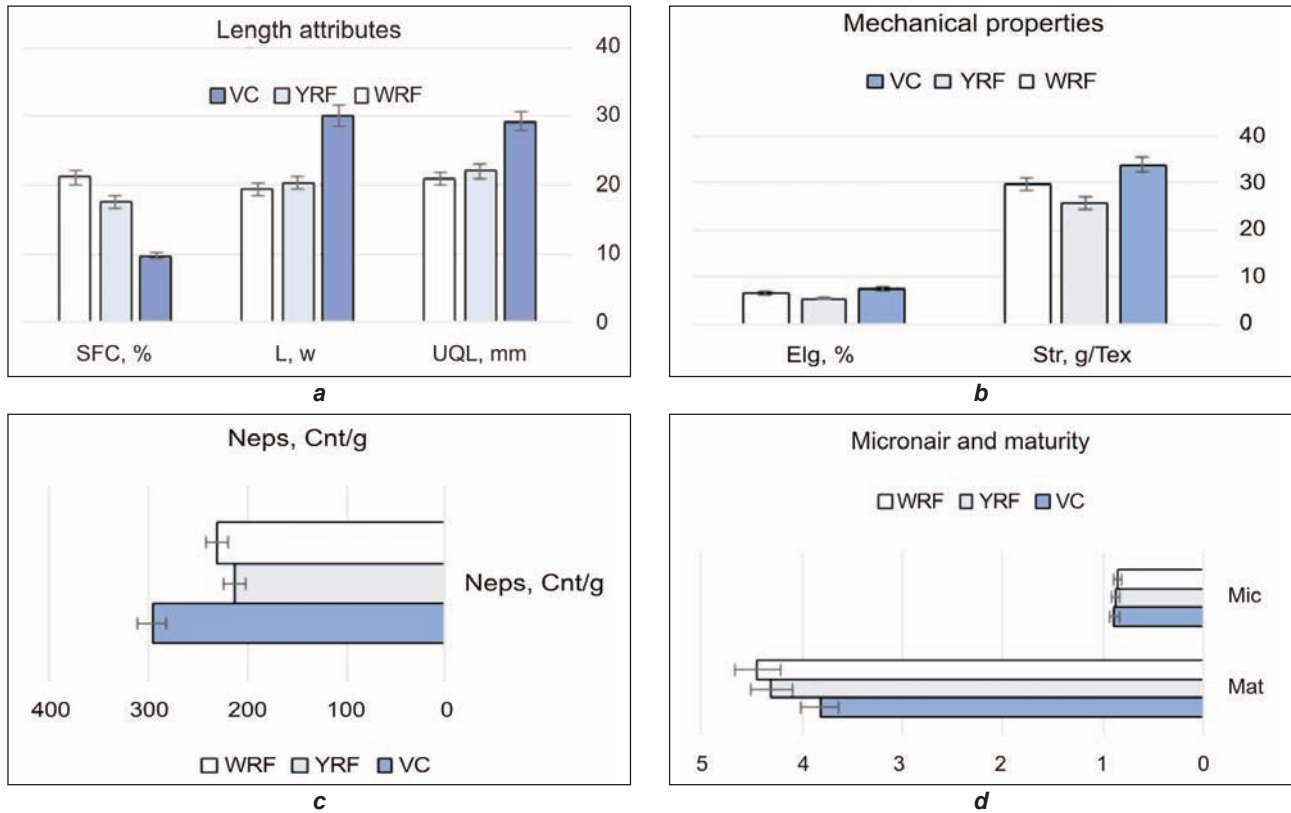 Length attributes
40
VC YRF WRF
30
20
10
0
SFC, % L, w UQL, mm
a
Mechanical properties
VC YRF WRF
40
30
20
10
0
Elg, % Str, g/Tex
b
Neps, Cnt/g
Neps, Cnt/g
400 300 200 100 0
WRF YRF VC
c
Micronair and maturity
WRF YRF VC
Mic
Mat
5 4 3 2 1 0
d